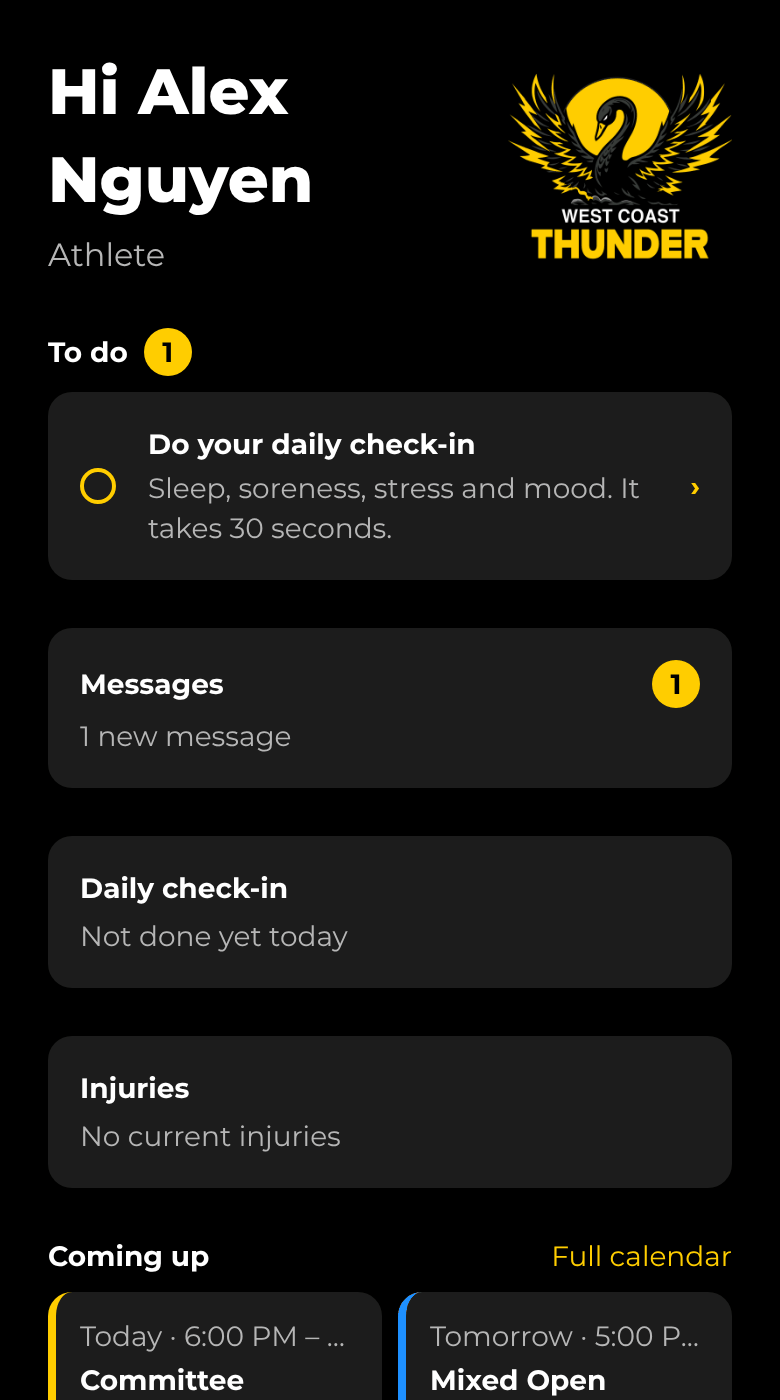 Hi Alex
Nguyen
Athlete
WEST COAST
THUNDER
To do 1
Do your daily check-in
Sleep, soreness, stress and mood. It
takes 30 seconds.
›
Messages 1
1 new message
Daily check-in
Not done yet today
Injuries
No current injuries
Coming up Full calendar
Today · 6:00 PM – ...
Committee
Tomorrow · 5:00 P...
Mixed Open